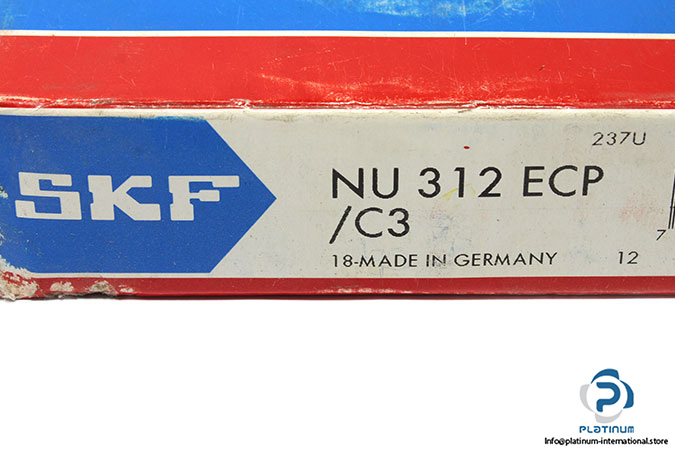 237U
SKF
NU 312 ECP
/C3
7
18-MADE IN GERMANY
12
PLATINUM
Info@platinum-international.store